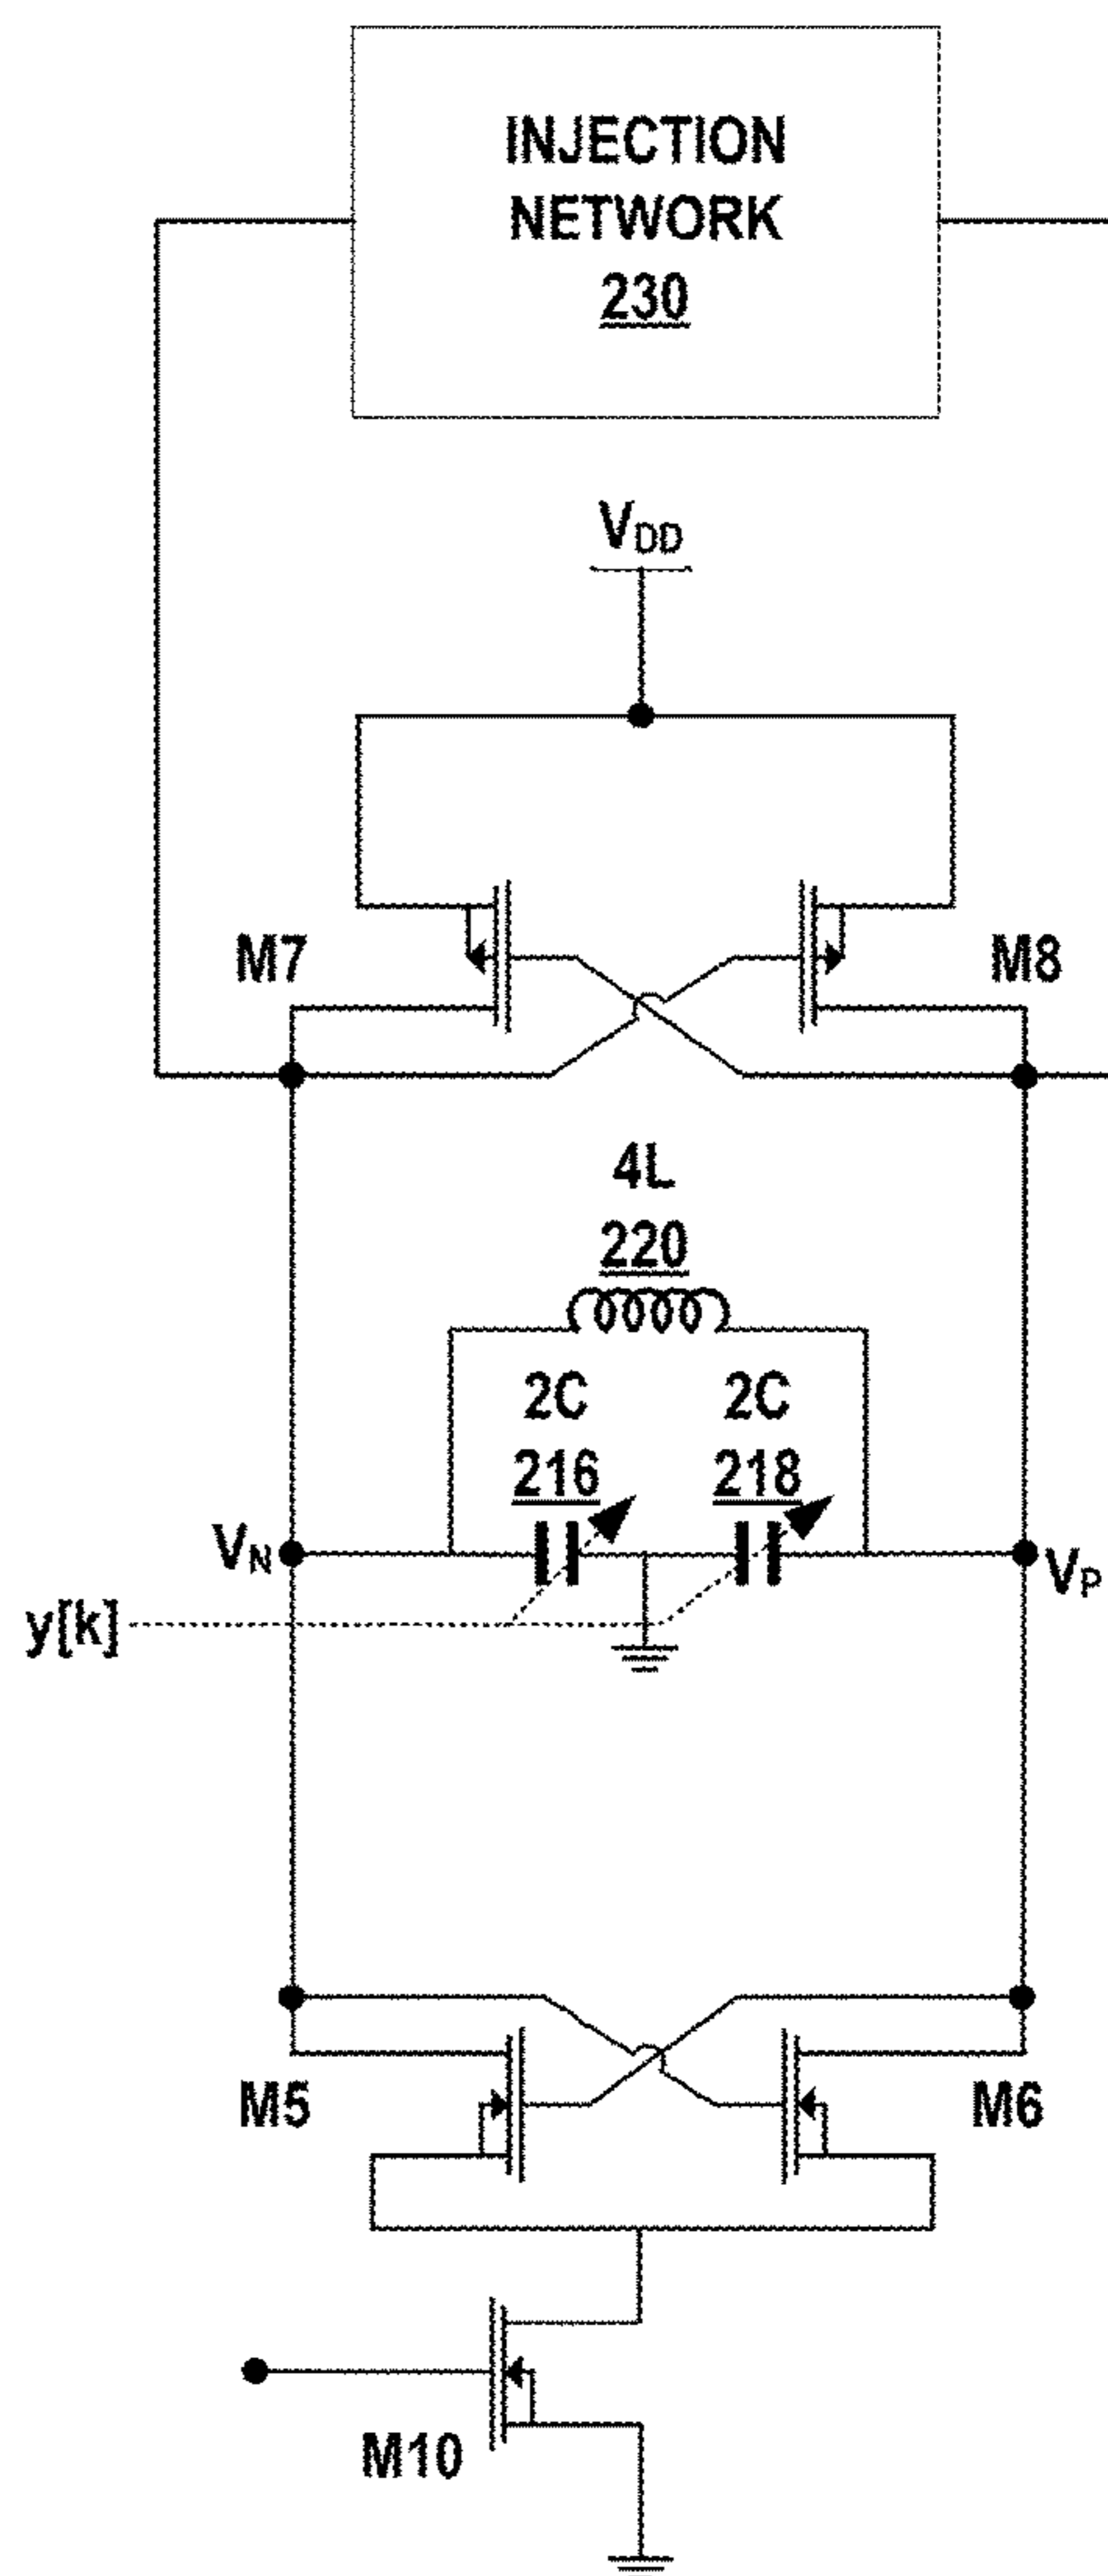 INJECTION
NETWORK
230
VDD
M7
M8
4L
220
2C
2C
216
218
VN
VP
y[k]
M5
M6
M10